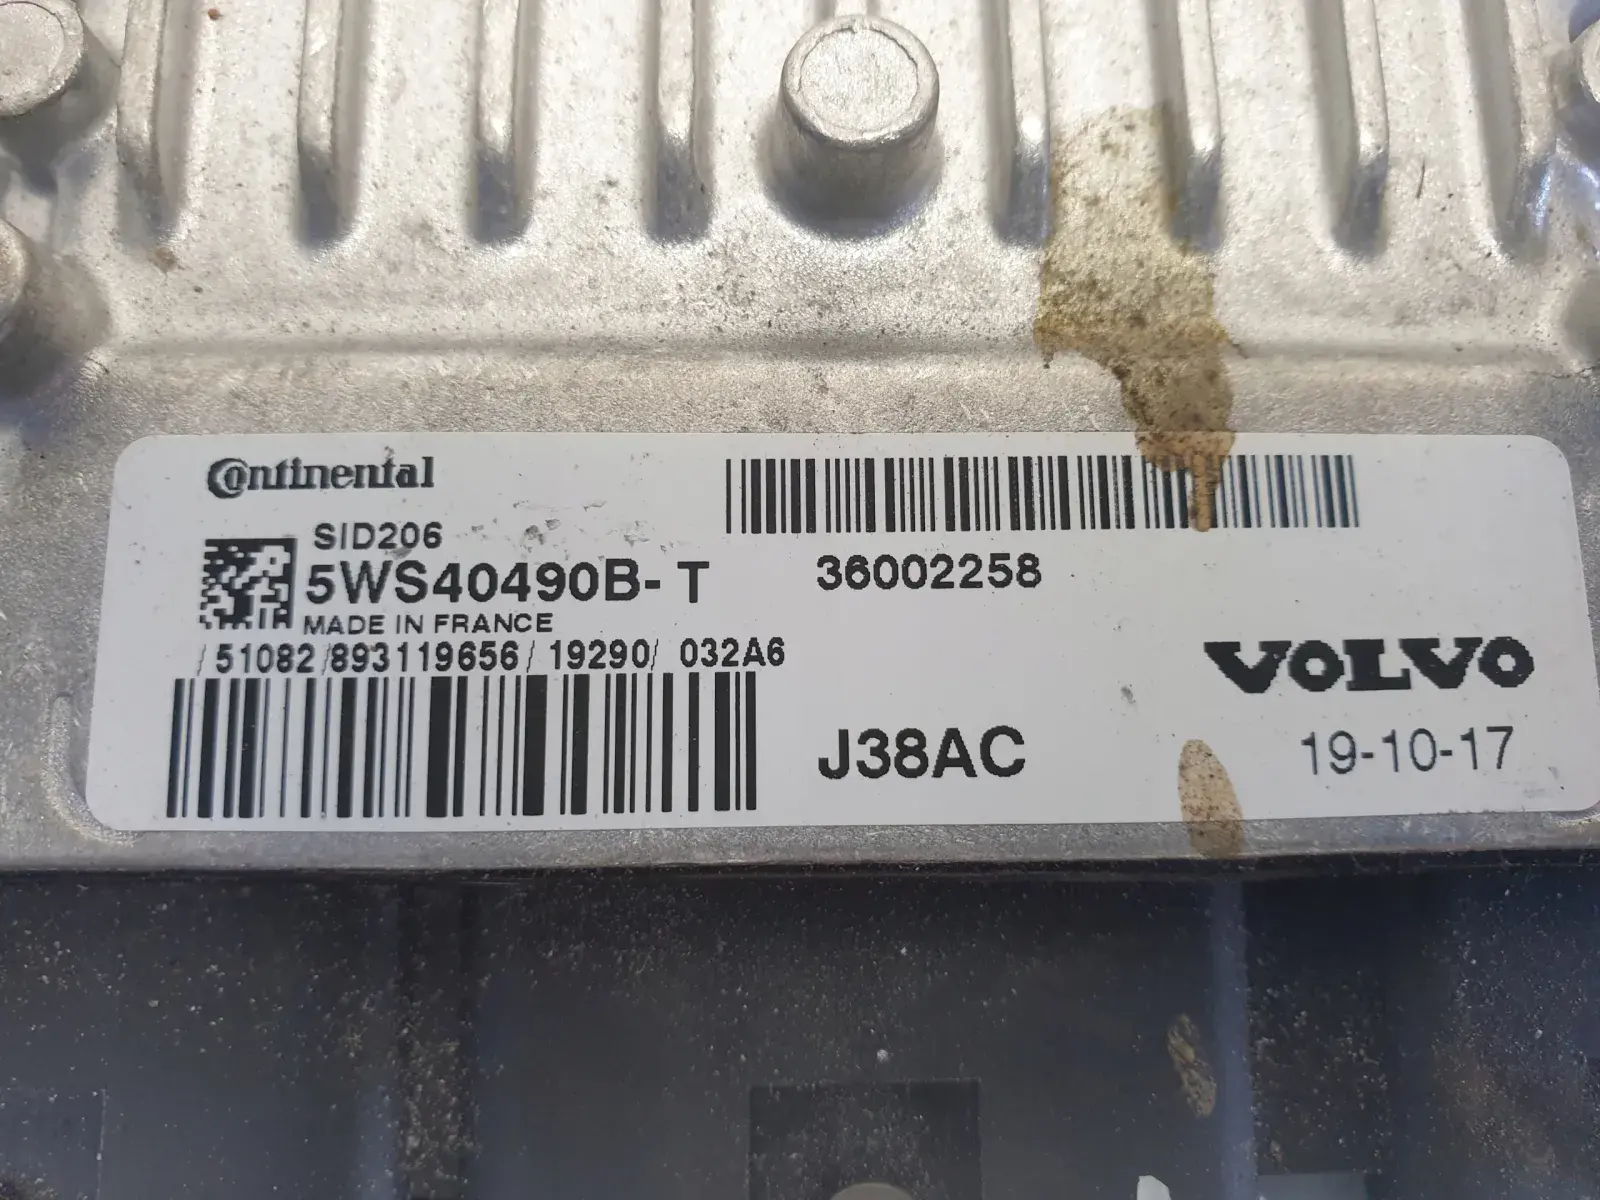 Continental
SID206
5WS40490B-T
MADE IN FRANCE
/51082/893119656/19290/ 032A6
36002258
VOLVO
J38AC
19-10-17